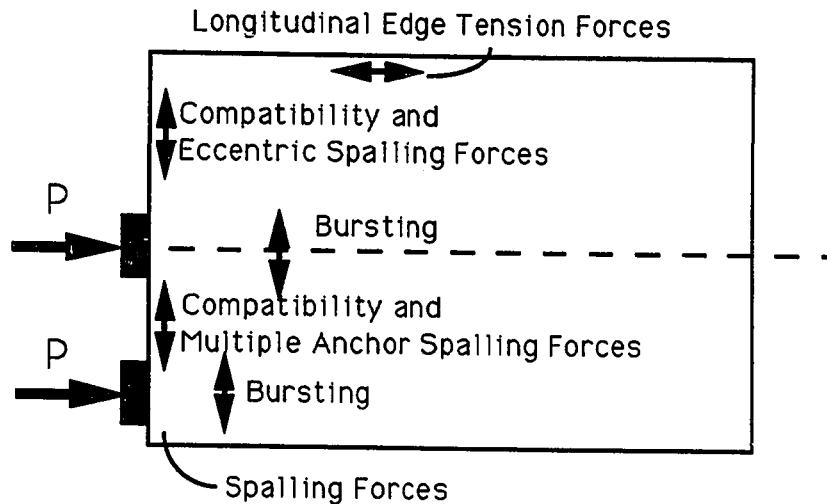 Longitudinal Edge Tension Forces
Compatibility and
Eccentric Spalling Forces
P
Bursting
Compatibility and
Multiple Anchor Spalling Forces
P
Bursting
Spalling Forces